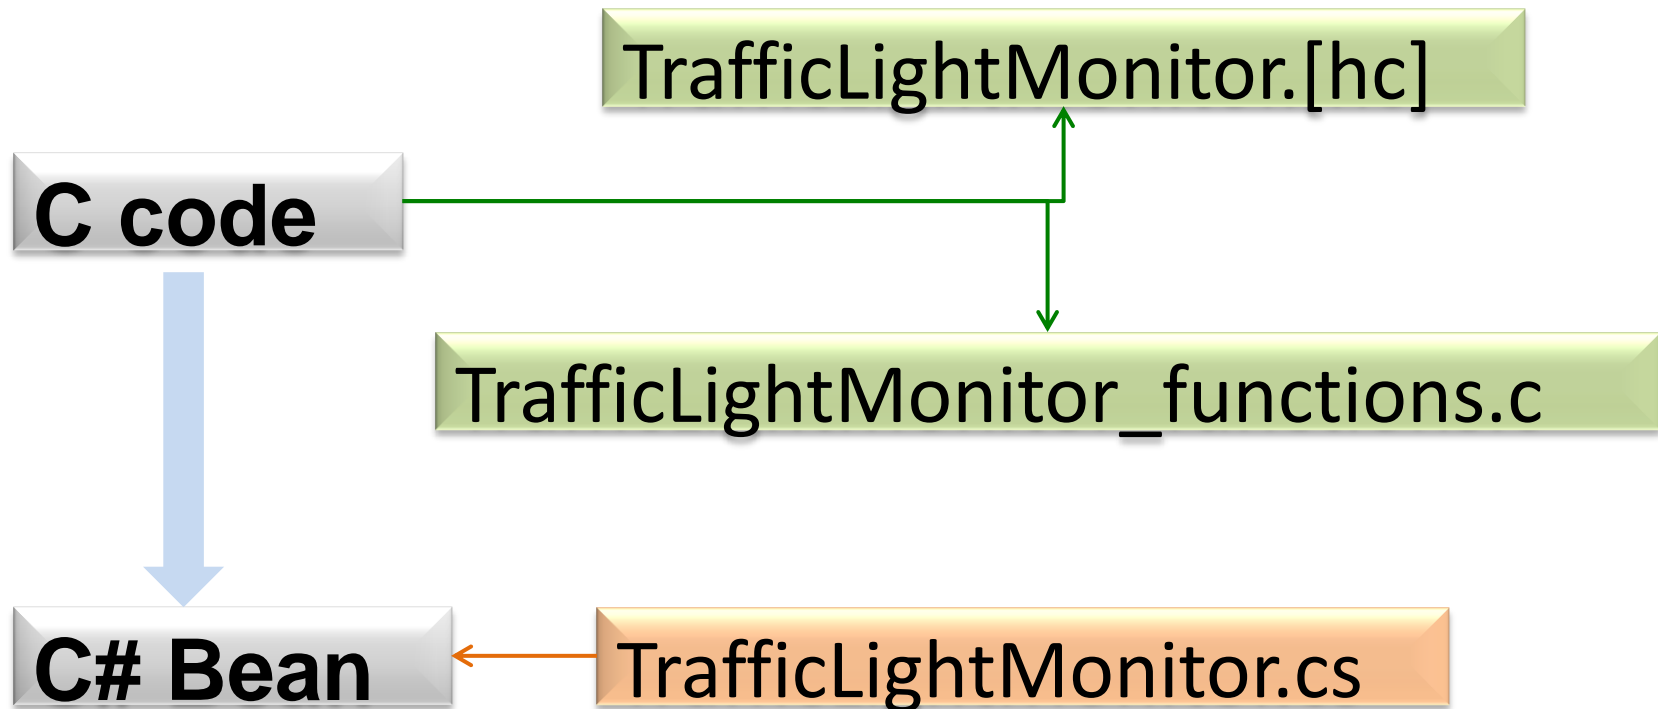 TrafficLightMonitor.[hc]
C code
TrafficLightMonitor_functions.c
C# Bean
TrafficLightMonitor.cs